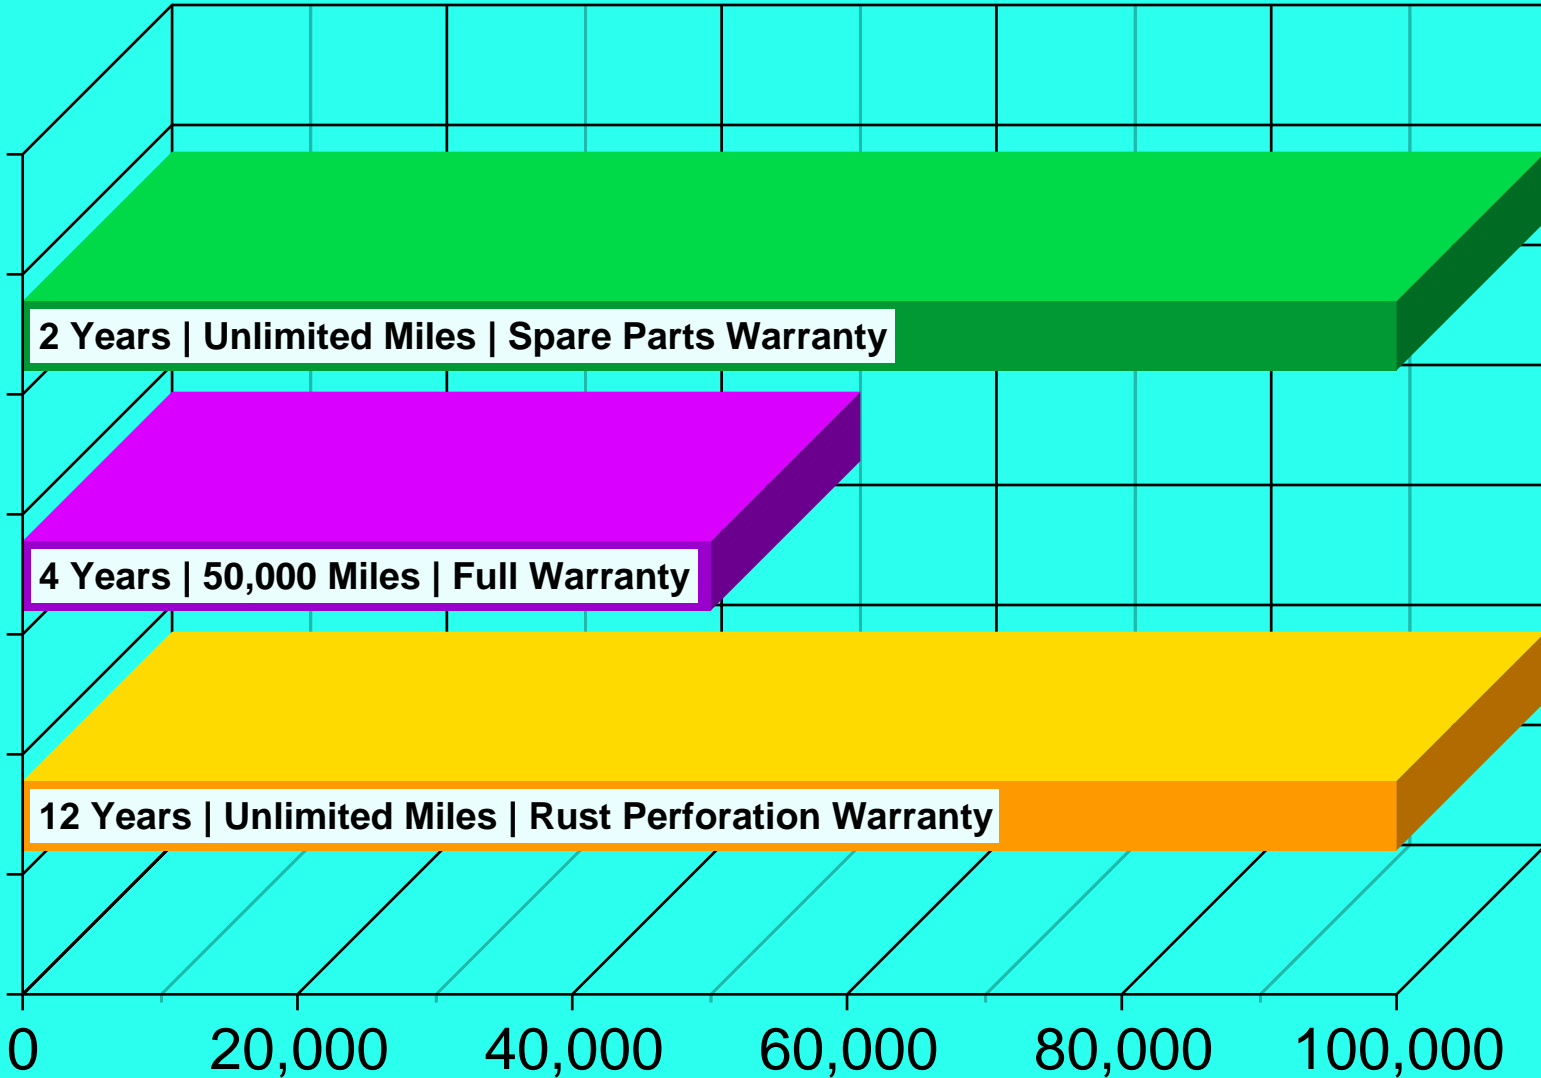 2 Years | Unlimited Miles | Spare Parts Warranty
4 Years | 50,000 Miles | Full Warranty
12 Years | Unlimited Miles | Rust Perforation Warranty
0 20,000 40,000 60,000 80,000 100,000